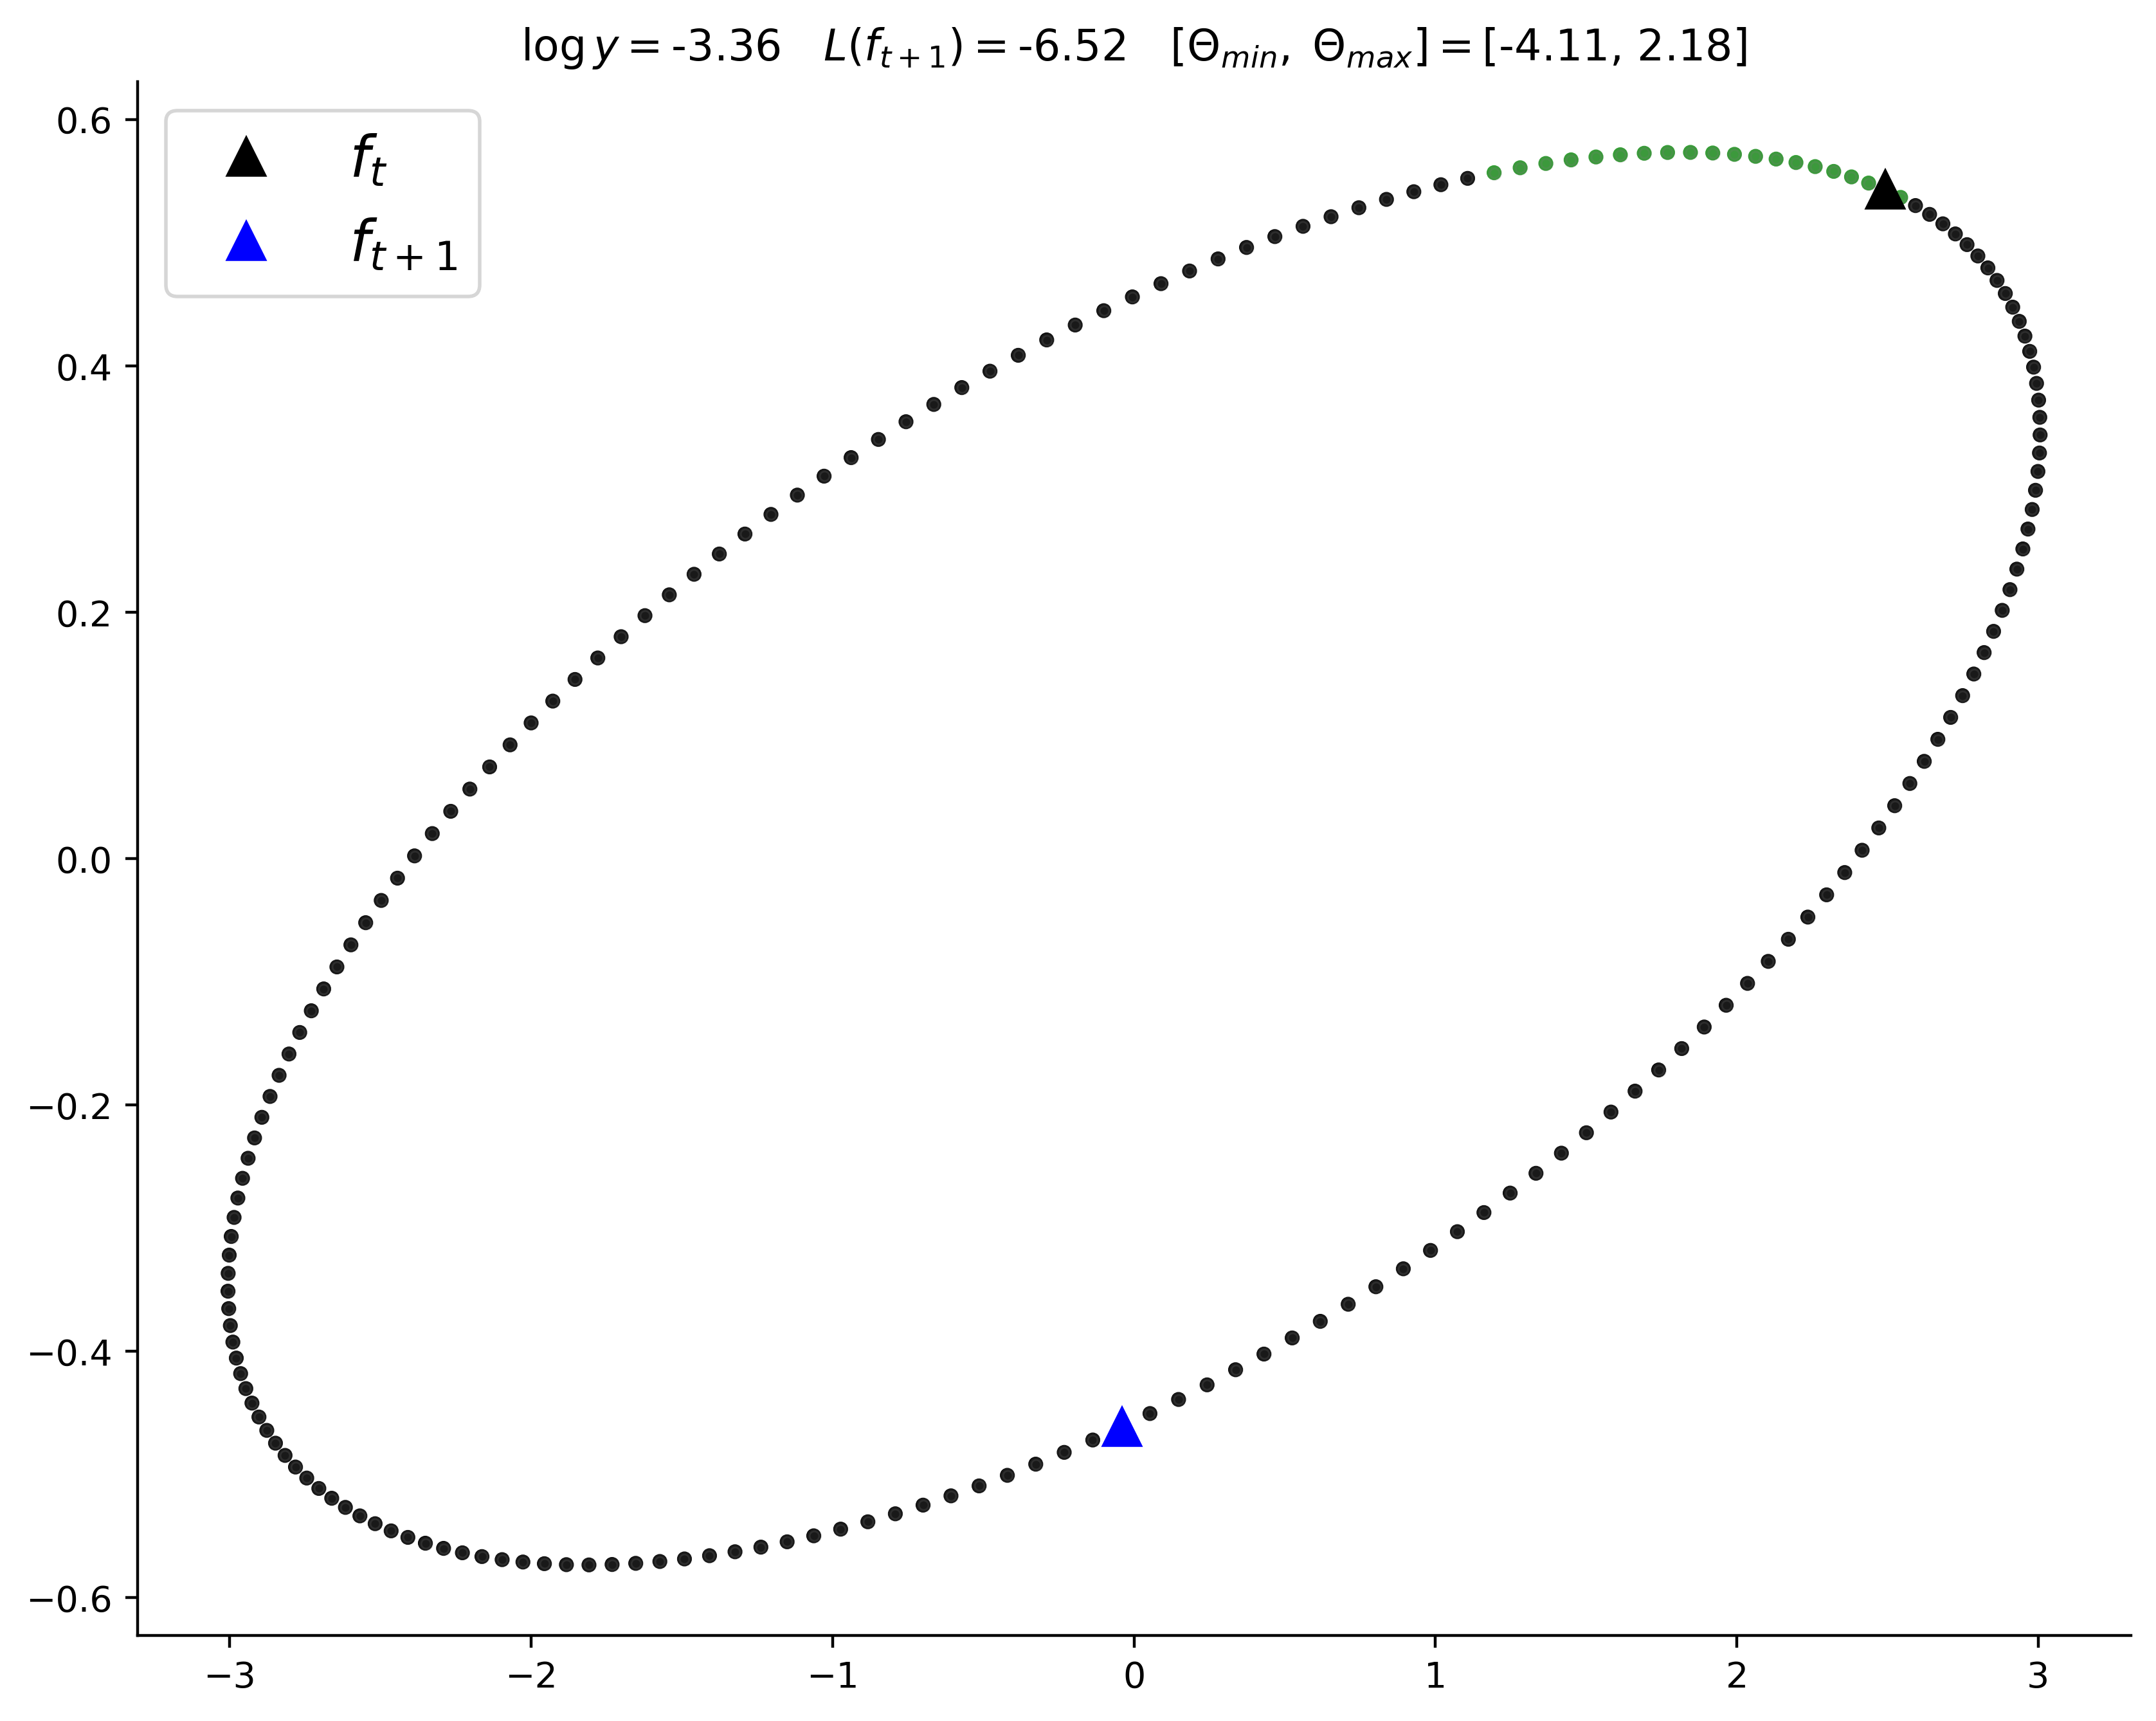 log y = -3.36 L(f_{t+1}) = -6.52 [Θ_{min}, Θ_{max}] = [-4.11, 2.18]
f_t
f_{t+1}
0.6
0.4
0.2
0.0
−0.2
−0.4
−0.6
−3 −2 −1 0 1 2 3